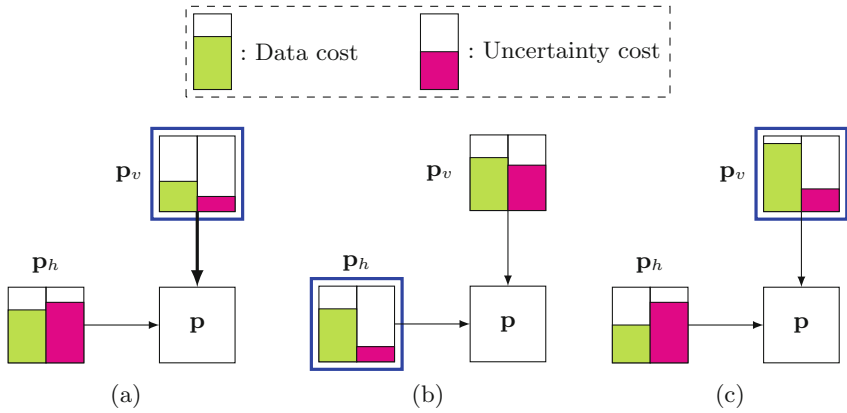 : Data cost : Uncertainty cost
p_v p_v p_v
p_h p_h p_h
p p p
(a) (b) (c)